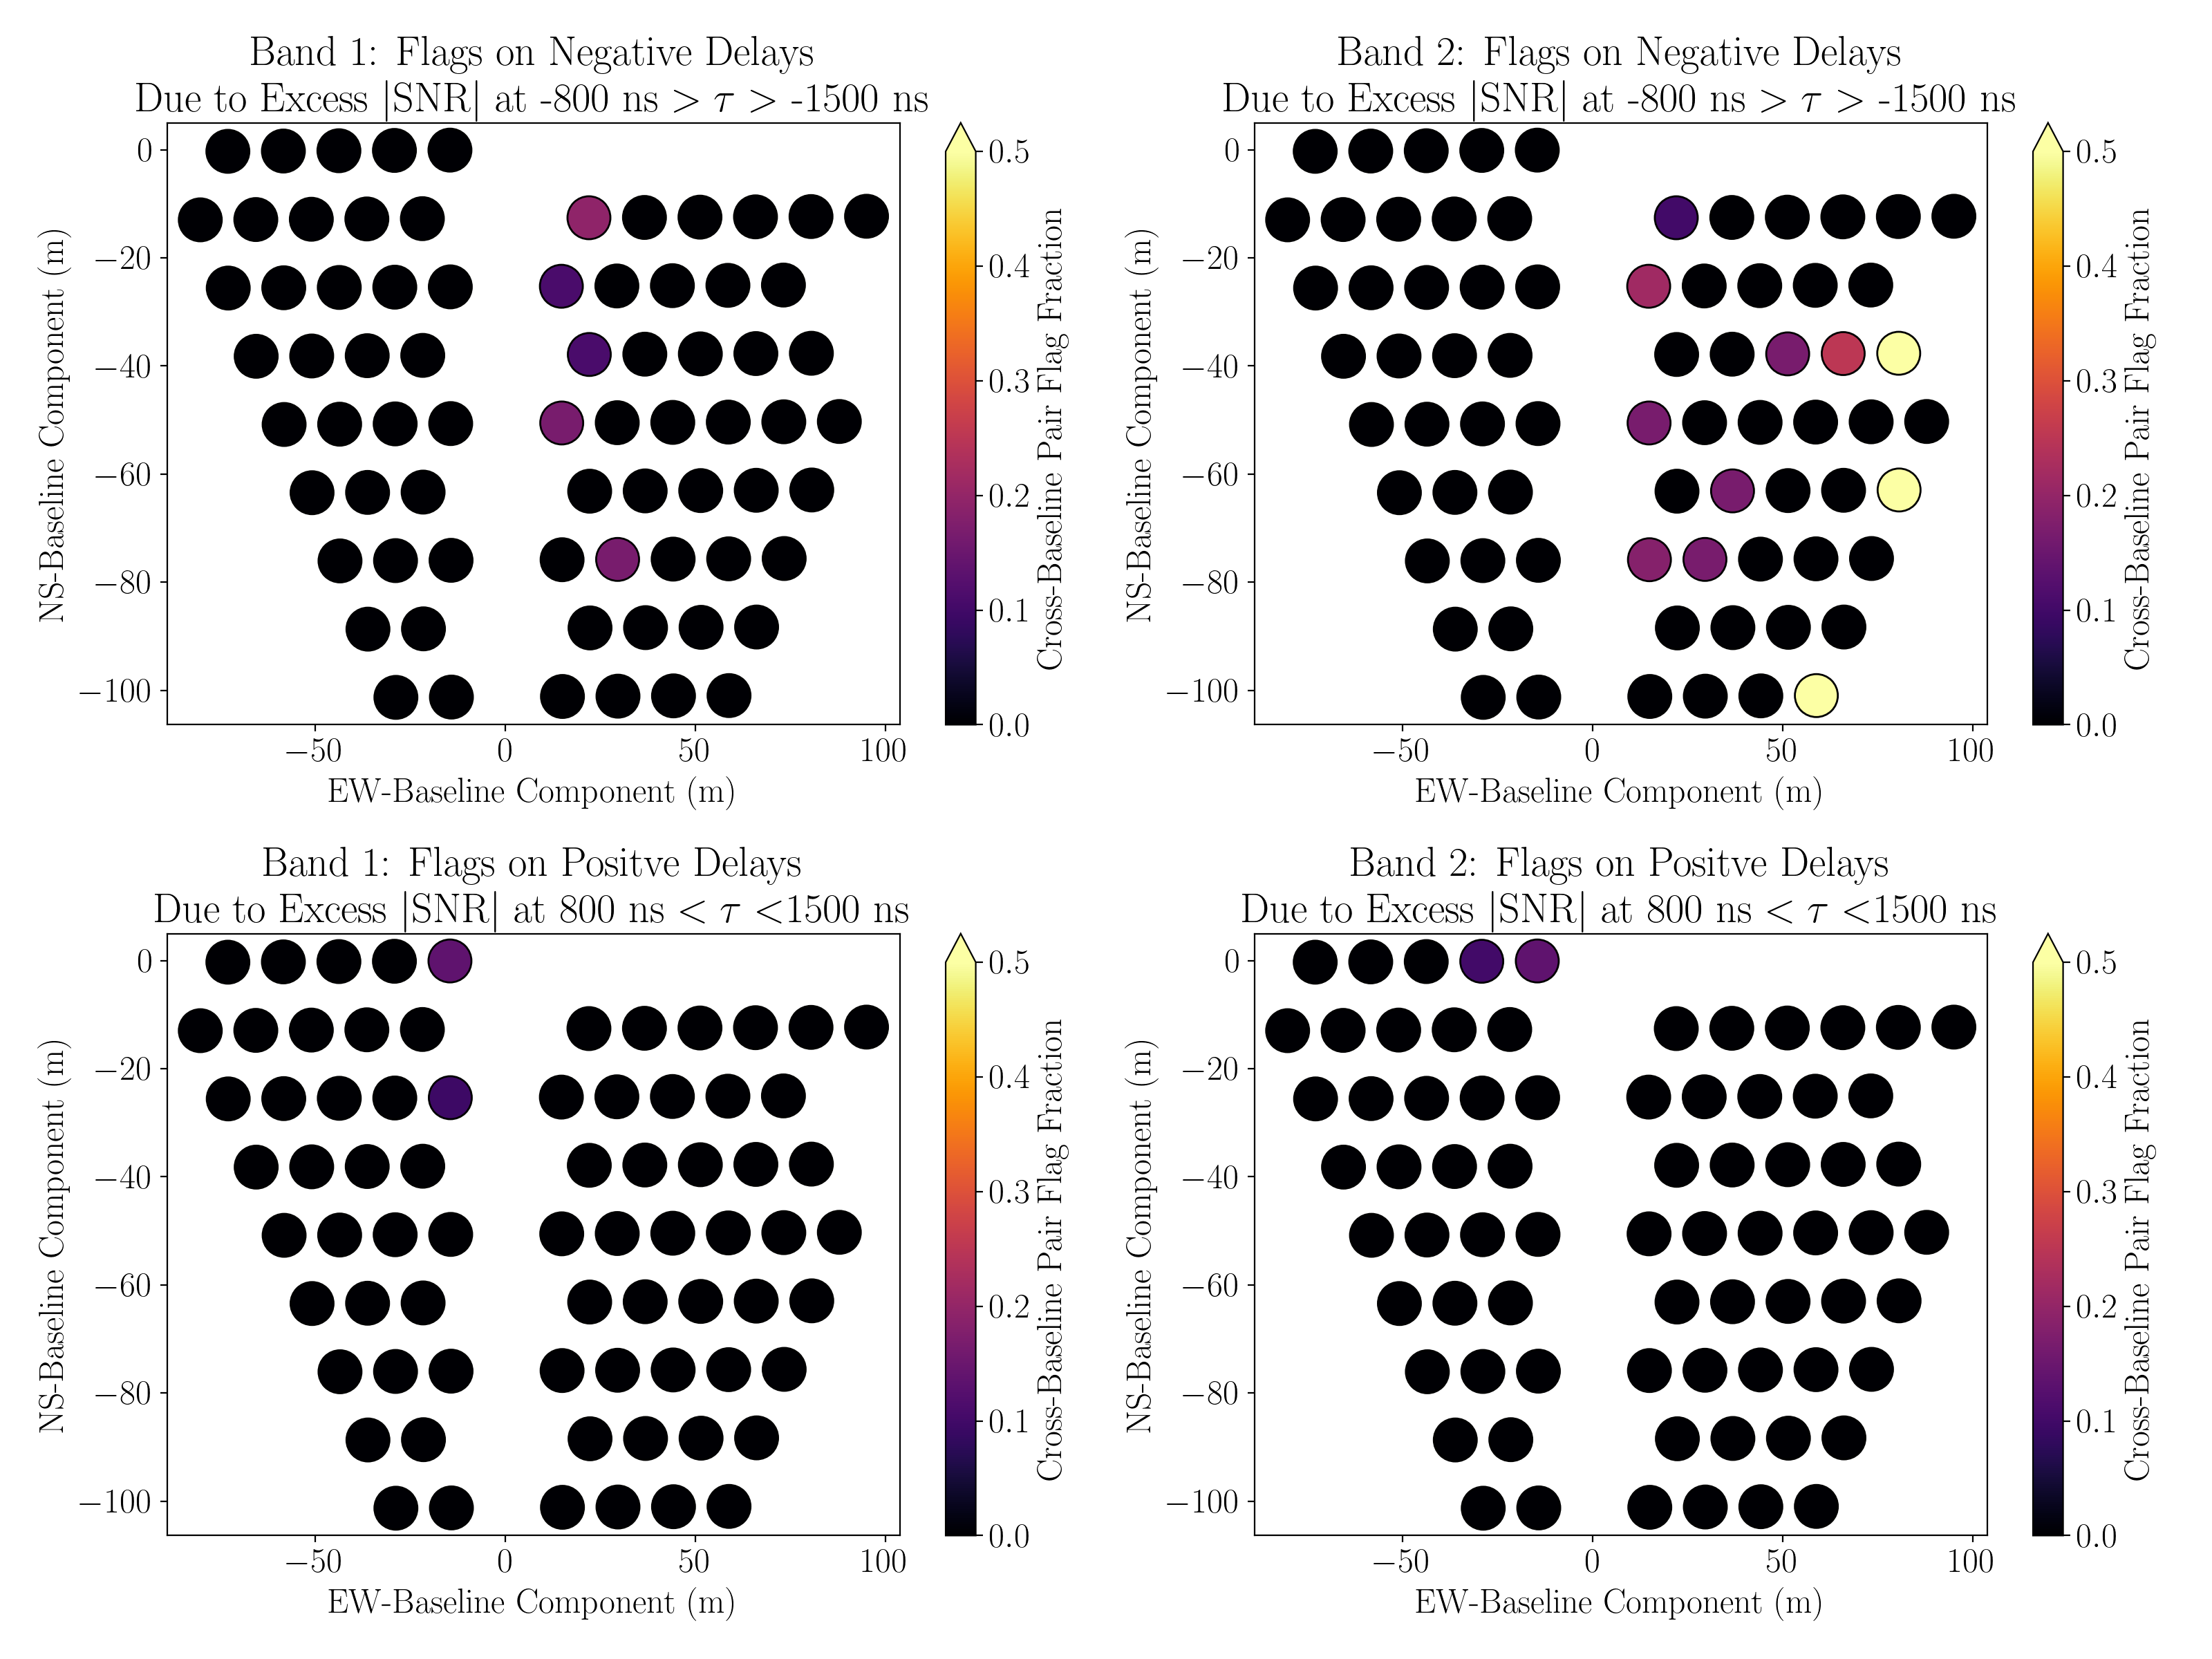 Band 1: Flags on Negative Delays
Due to Excess |SNR| at -800 ns > τ > -1500 ns
0
−20
−40
−60
−80
−100
NS-Baseline Component (m)
−50 0 50 100
EW-Baseline Component (m)
0.5
0.4
0.3
0.2
0.1
0.0
Cross-Baseline Pair Flag Fraction
Band 2: Flags on Negative Delays
Due to Excess |SNR| at -800 ns > τ > -1500 ns
0
−20
−40
−60
−80
−100
NS-Baseline Component (m)
−50 0 50 100
EW-Baseline Component (m)
0.5
0.4
0.3
0.2
0.1
0.0
Cross-Baseline Pair Flag Fraction
Band 1: Flags on Positve Delays
Due to Excess |SNR| at 800 ns < τ <1500 ns
0
−20
−40
−60
−80
−100
NS-Baseline Component (m)
−50 0 50 100
EW-Baseline Component (m)
0.5
0.4
0.3
0.2
0.1
0.0
Cross-Baseline Pair Flag Fraction
Band 2: Flags on Positve Delays
Due to Excess |SNR| at 800 ns < τ <1500 ns
0
−20
−40
−60
−80
−100
NS-Baseline Component (m)
−50 0 50 100
EW-Baseline Component (m)
0.5
0.4
0.3
0.2
0.1
0.0
Cross-Baseline Pair Flag Fraction